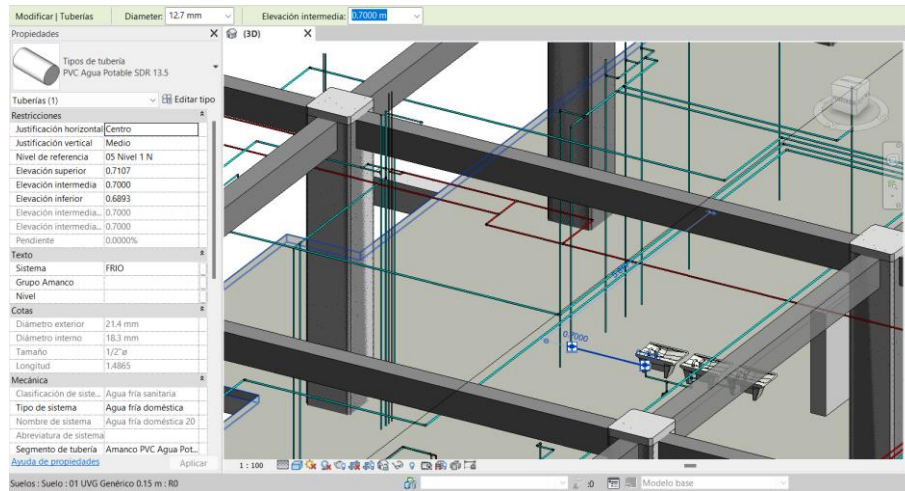 Modificar | Tuberías Diameter: 12.7 mm Elevación intermedia: 0.7000 m
Propiedades X (3D) X
Tipos de tubería
PVC Agua Potable SDR 13.5
Tuberías (1) Editar tipo
Restricciones
Justificación horizontal Centro
Justificación vertical Medio
Nivel de referencia 05 Nivel 1 N
Elevación superior 0.7107
Elevación intermedia 0.7000
Elevación inferior 0.6893
Elevación intermedia... 0.7000
Elevación intermedia... 0.7000
Pendiente 0.0000%
Texto
Sistema FRIO
Grupo Amanco
Nivel
Cotas
Diámetro exterior 21.4 mm
Diámetro interno 18.3 mm
Tamaño 1/2"ø
Longitud 1.4865
Mecánica
Clasificación de siste... Agua fría sanitaria
Tipo de sistema Agua fría doméstica
Nombre de sistema Agua fría doméstica 20
Abreviatura de sistema
Segmento de tubería Amanco PVC Agua Pot...
Ayuda de propiedades Aplicar
0.7000
1 : 100
Suelos : Suelo : 01 UVG Genérico 0.15 m : R0 :0 Modelo base